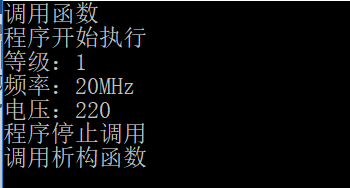 调用函数
程序开始执行
等级：1
频率：20MHz
电压：220
程序停止调用
调用析构函数